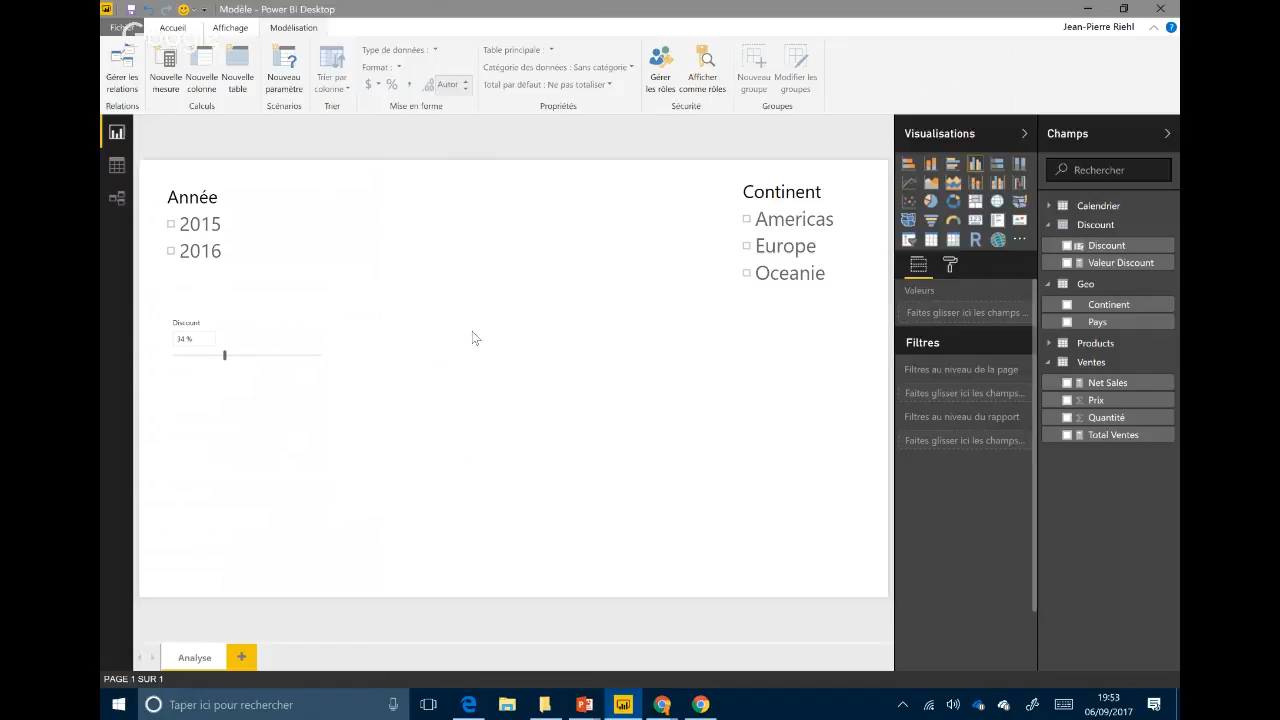 Modèle - Power BI Desktop
Fichier
Accueil
Affichage
Modélisation
Jean-Pierre Riehl
Gérer les relations
Nouvelle mesure
Nouvelle colonne
Nouvelle table
Nouveau paramètre
Trier par colonne
Type de données :
Format :
$ % , Autor
Table principale :
Catégorie des données : Sans catégorie
Total par défaut : Ne pas totaliser
Gérer les rôles
Afficher comme rôles
Nouveau groupe
Modifier les groupes
Relations
Calculs
Scénarios
Trier
Mise en forme
Propriétés
Sécurité
Groupes
Année
2015
2016
Discount
34 %
Continent
Americas
Europe
Oceanie
Visualisations
R
Valeurs
Faites glisser ici les champs ...
Filtres
Filtres au niveau de la page
Faites glisser ici les champs...
Filtres au niveau du rapport
Faites glisser ici les champs...
Champs
Rechercher
Calendrier
Discount
Discount
Valeur Discount
Geo
Continent
Pays
Products
Ventes
Net Sales
Σ Prix
Σ Quantité
Total Ventes
Analyse
PAGE 1 SUR 1
Taper ici pour rechercher
19:53
06/09/2017